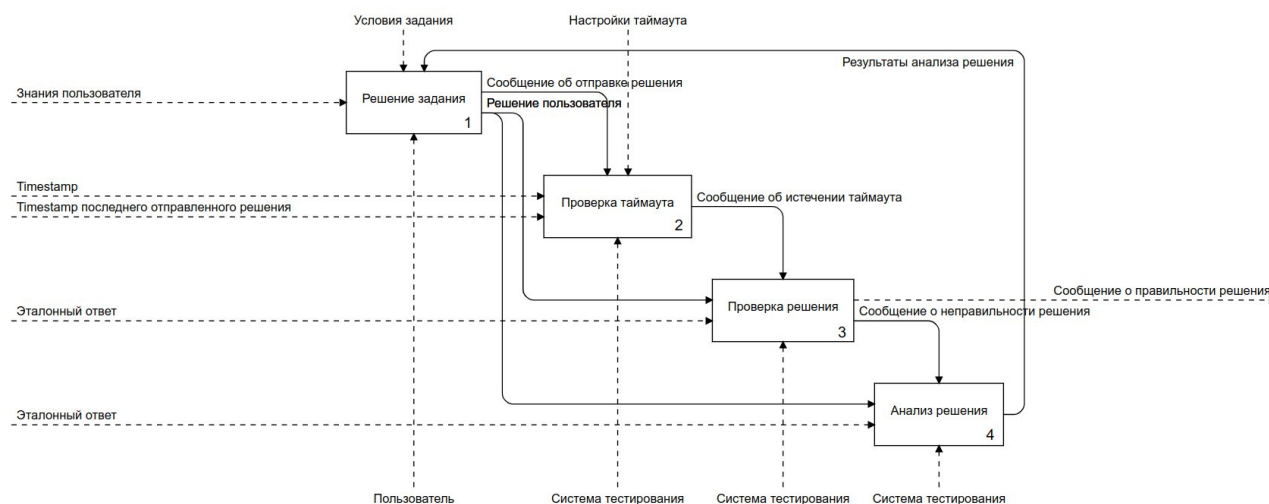 Условия задания
Настройки таймаута
Результаты анализа решения
Сообщение об отправке решения
Знания пользователя
Решение задания
Решение пользователя
1
Timestamp
Timestamp последнего отправленного решения
Проверка таймаута
Сообщение об истечении таймаута
2
Сообщение о правильности решения
Эталонный ответ
Проверка решения
Сообщение о неправильности решения
3
Эталонный ответ
Анализ решения
4
Пользователь
Система тестирования
Система тестирования
Система тестирования